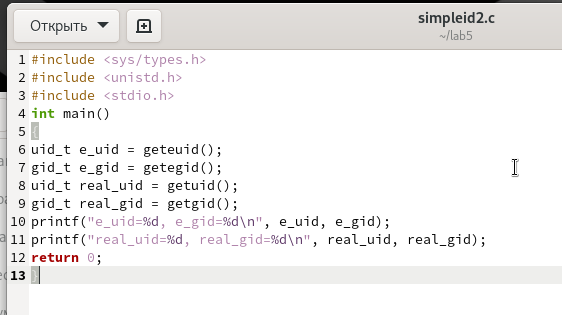 Открыть
simpleid2.c
~/lab5
1 #include <sys/types.h>
2 #include <unistd.h>
3 #include <stdio.h>
4 int main()
5 {
6 uid_t e_uid = geteuid();
7 gid_t e_gid = getegid();
8 uid_t real_uid = getuid();
9 gid_t real_gid = getgid();
10 printf("e_uid=%d, e_gid=%d\n", e_uid, e_gid);
11 printf("real_uid=%d, real_gid=%d\n", real_uid, real_gid);
12 return 0;
13 }